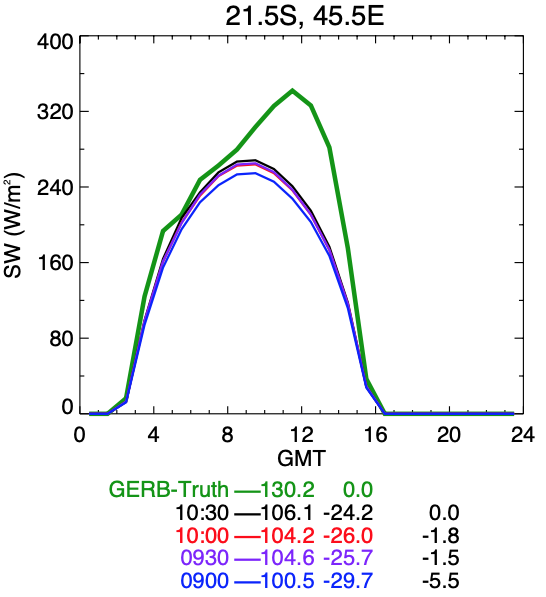 21.5S, 45.5E
400
320
240
160
80
0
SW (W/m²)
0 4 8 12 16 20 24
GMT
GERB-Truth —130.2 0.0
10:30 —106.1 -24.2 0.0
10:00 —104.2 -26.0 -1.8
0930 —104.6 -25.7 -1.5
0900 —100.5 -29.7 -5.5